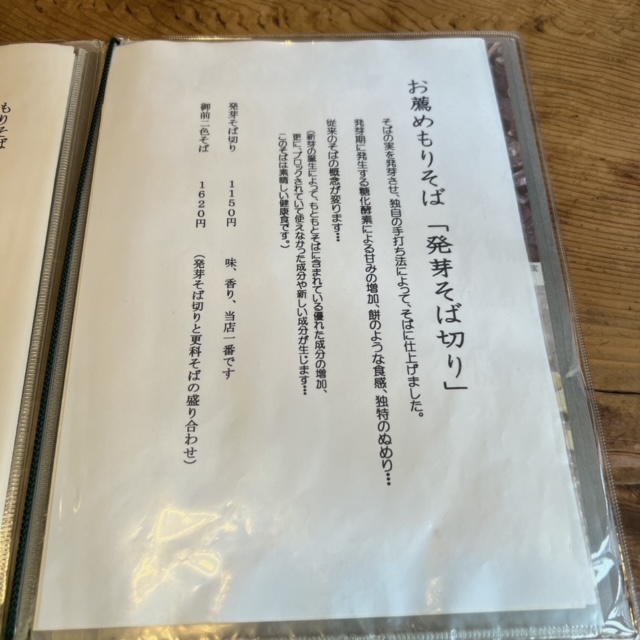 お薦めもりそば「発芽そば切り」
そばの実を発芽させ、独自の手打ち方法によって、そばに仕上げました。
発芽期に発生する糖化酵素による甘みの増加、餅のような食感、独特のぬめり…
従来のそばの概念が変わります…
(新芽の誕生によって、もともとそばに含まれている優れた成分の増加、
更に、ブロックされていて使えなかった成分や新しい成分が生じます…
このそばは素晴しい健康食です。)
発芽そば切り 1150円 味、香り、当店一番です
御前二色そば 1620円 (発芽そば切りと更科そばの盛り合わせ)
もりそば